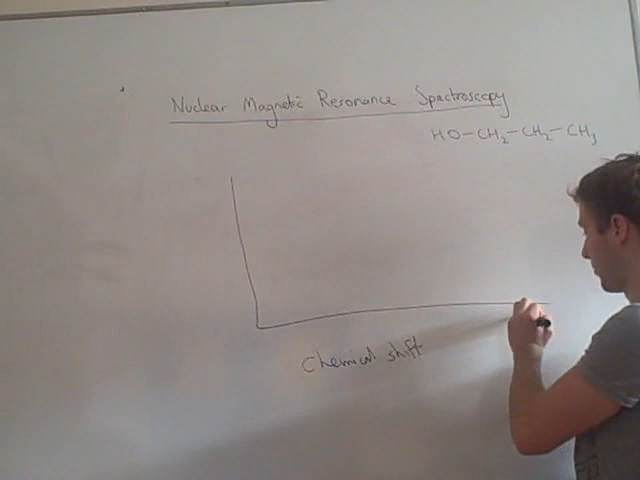 Nuclear Magnetic Resonance Spectroscopy
HO-CH₂-CH₂-CH₃
Chemical shift